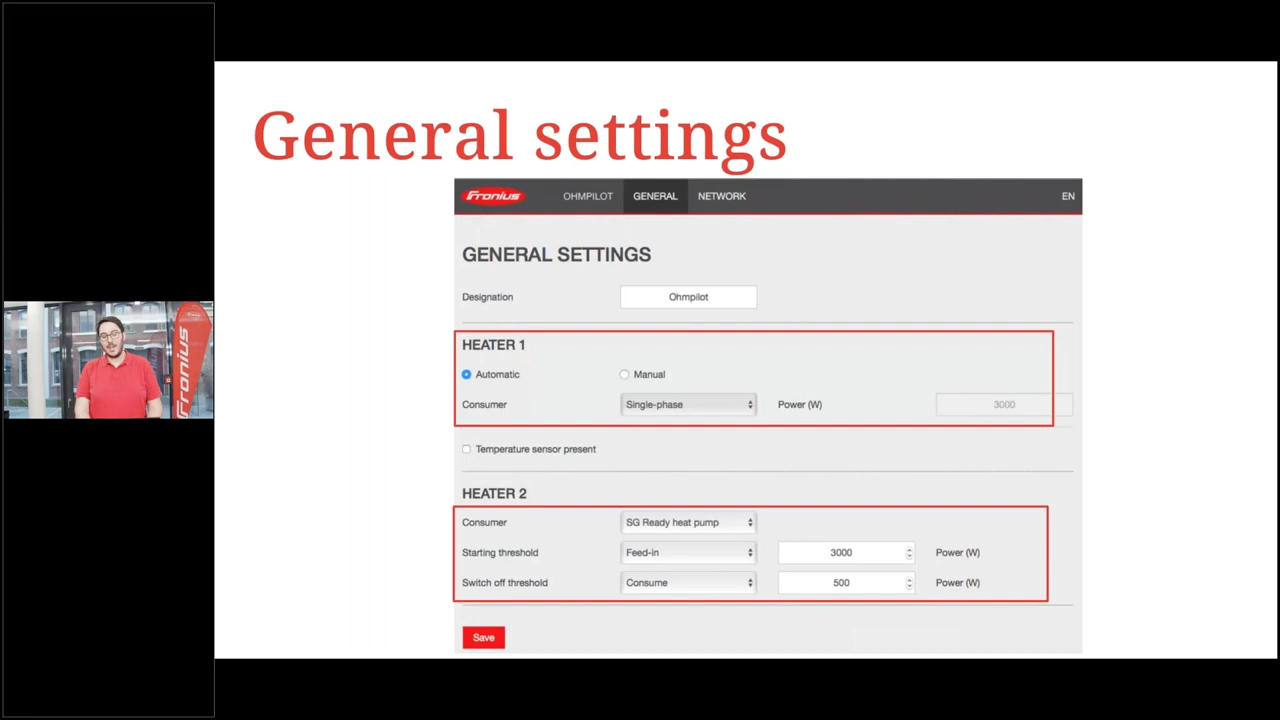 General settings
Fronius OHMPILOT GENERAL NETWORK EN
GENERAL SETTINGS
Designation Ohmpilot
HEATER 1
Automatic Manual
Consumer Single-phase Power (W) 3000
Temperature sensor present
HEATER 2
Consumer SG Ready heat pump
Starting threshold Feed-in 3000 Power (W)
Switch off threshold Consume 500 Power (W)
Save
Fronius